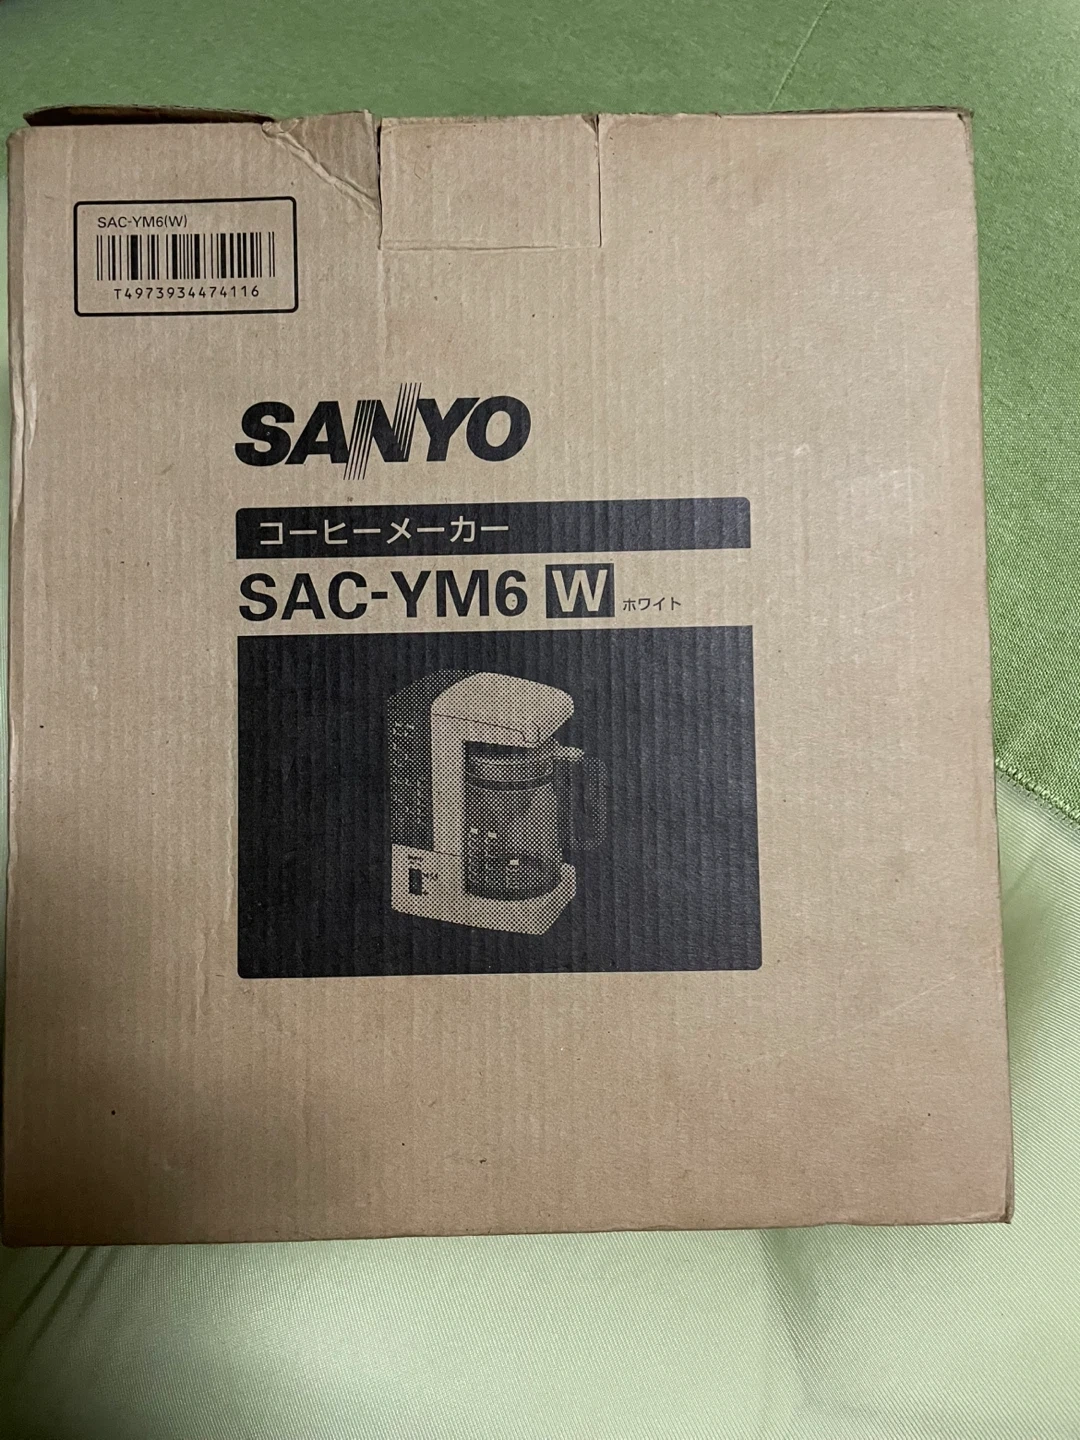 SAC-YM6(W)
T4973934474116
SANYO
コーヒーメーカー
SAC-YM6 W ホワイト